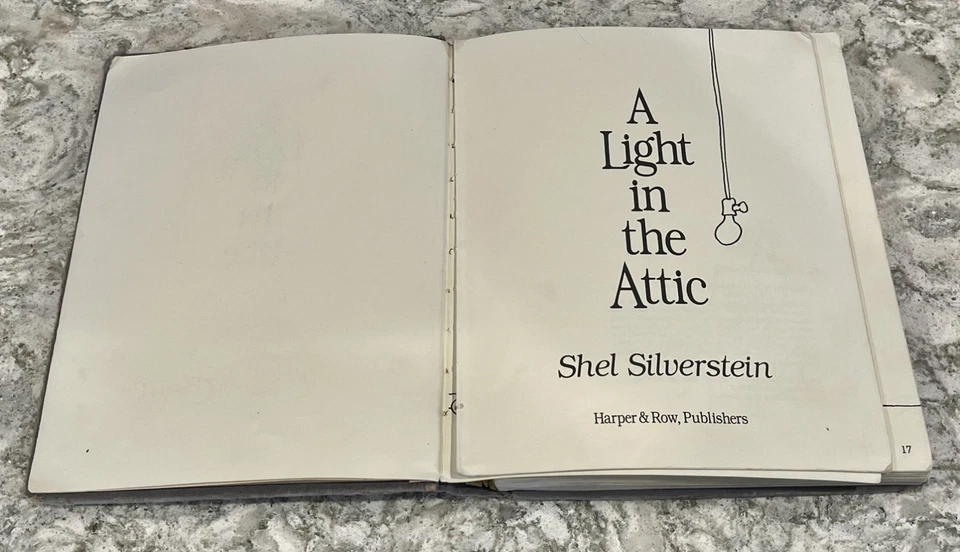 A
Light
in
the
Attic
Shel Silverstein
Harper & Row, Publishers
17